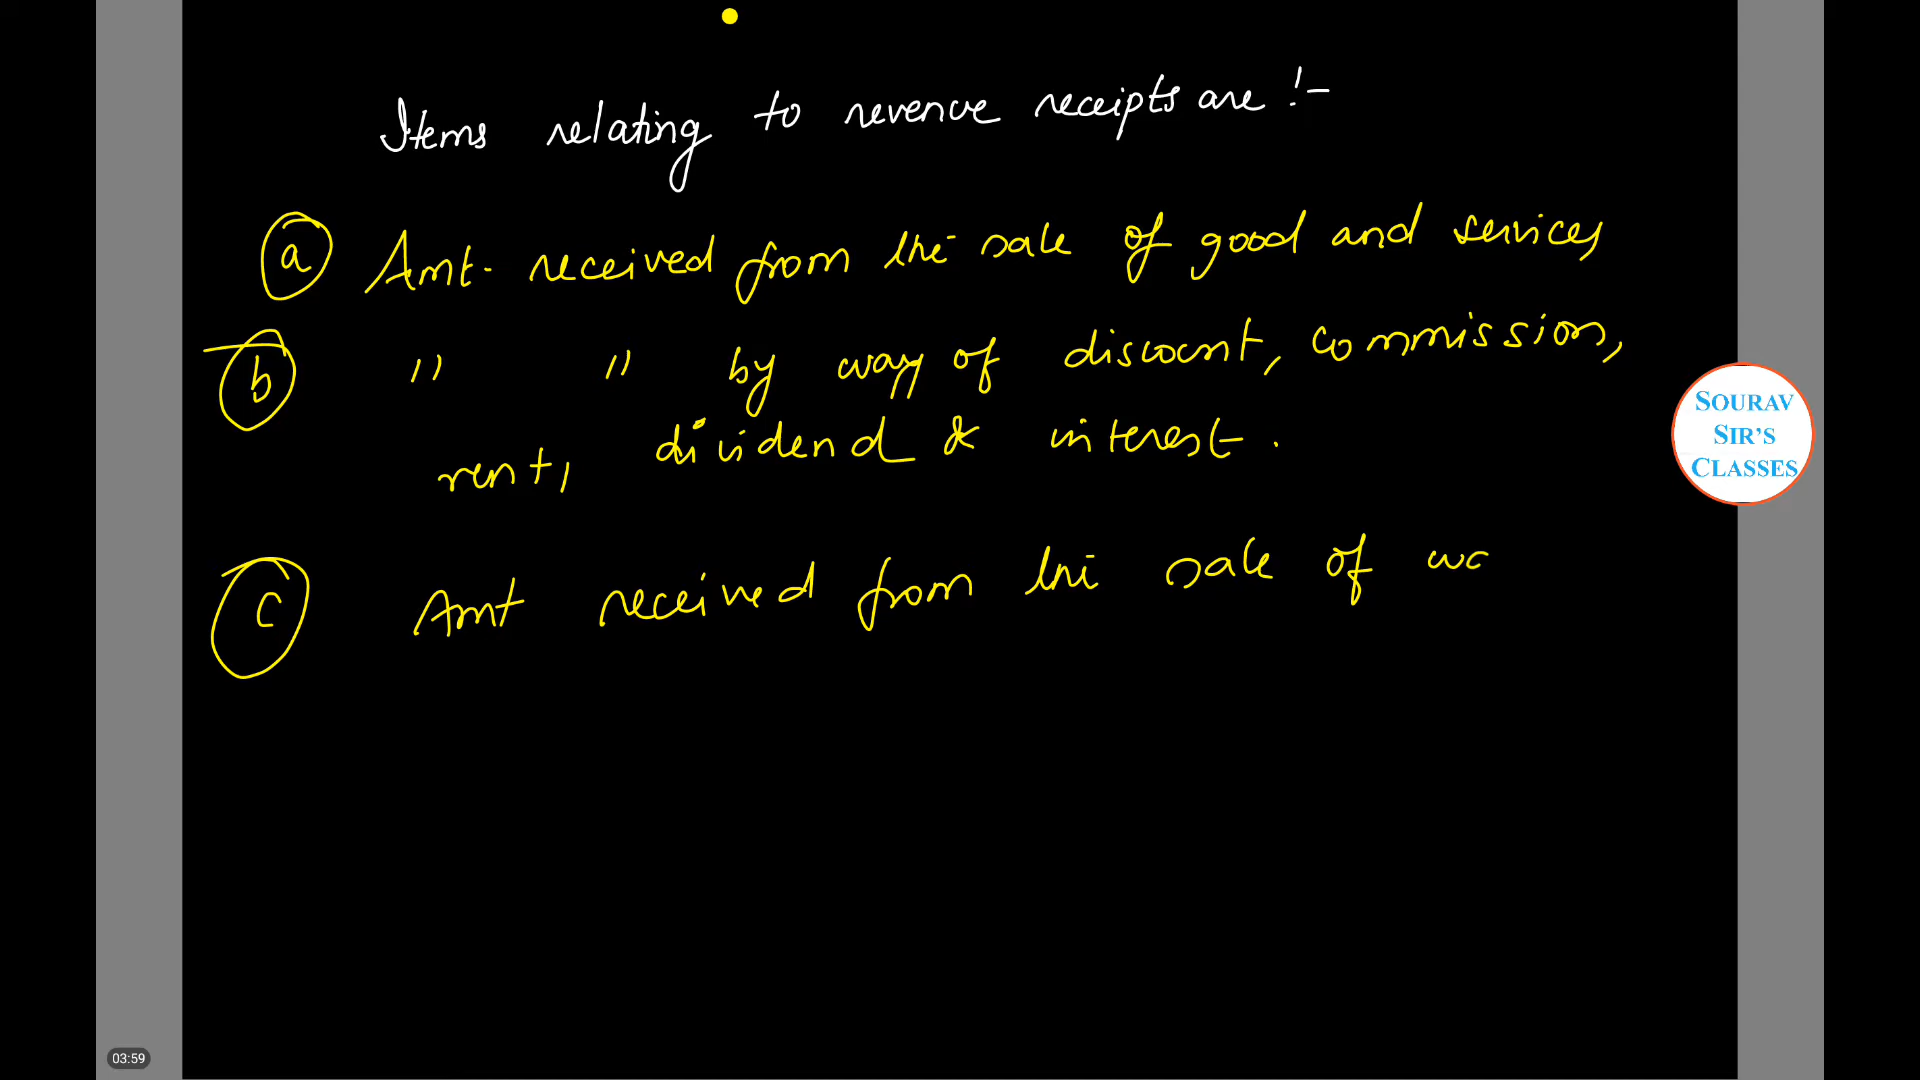 Items relating to revenue receipts are :-
a Amt. received from the sale of good and services
b " " by way of discount, commission,
rent, dividend & interest.
c Amt received from the sale of wa
SOURAV
SIR'S
CLASSES
03:59